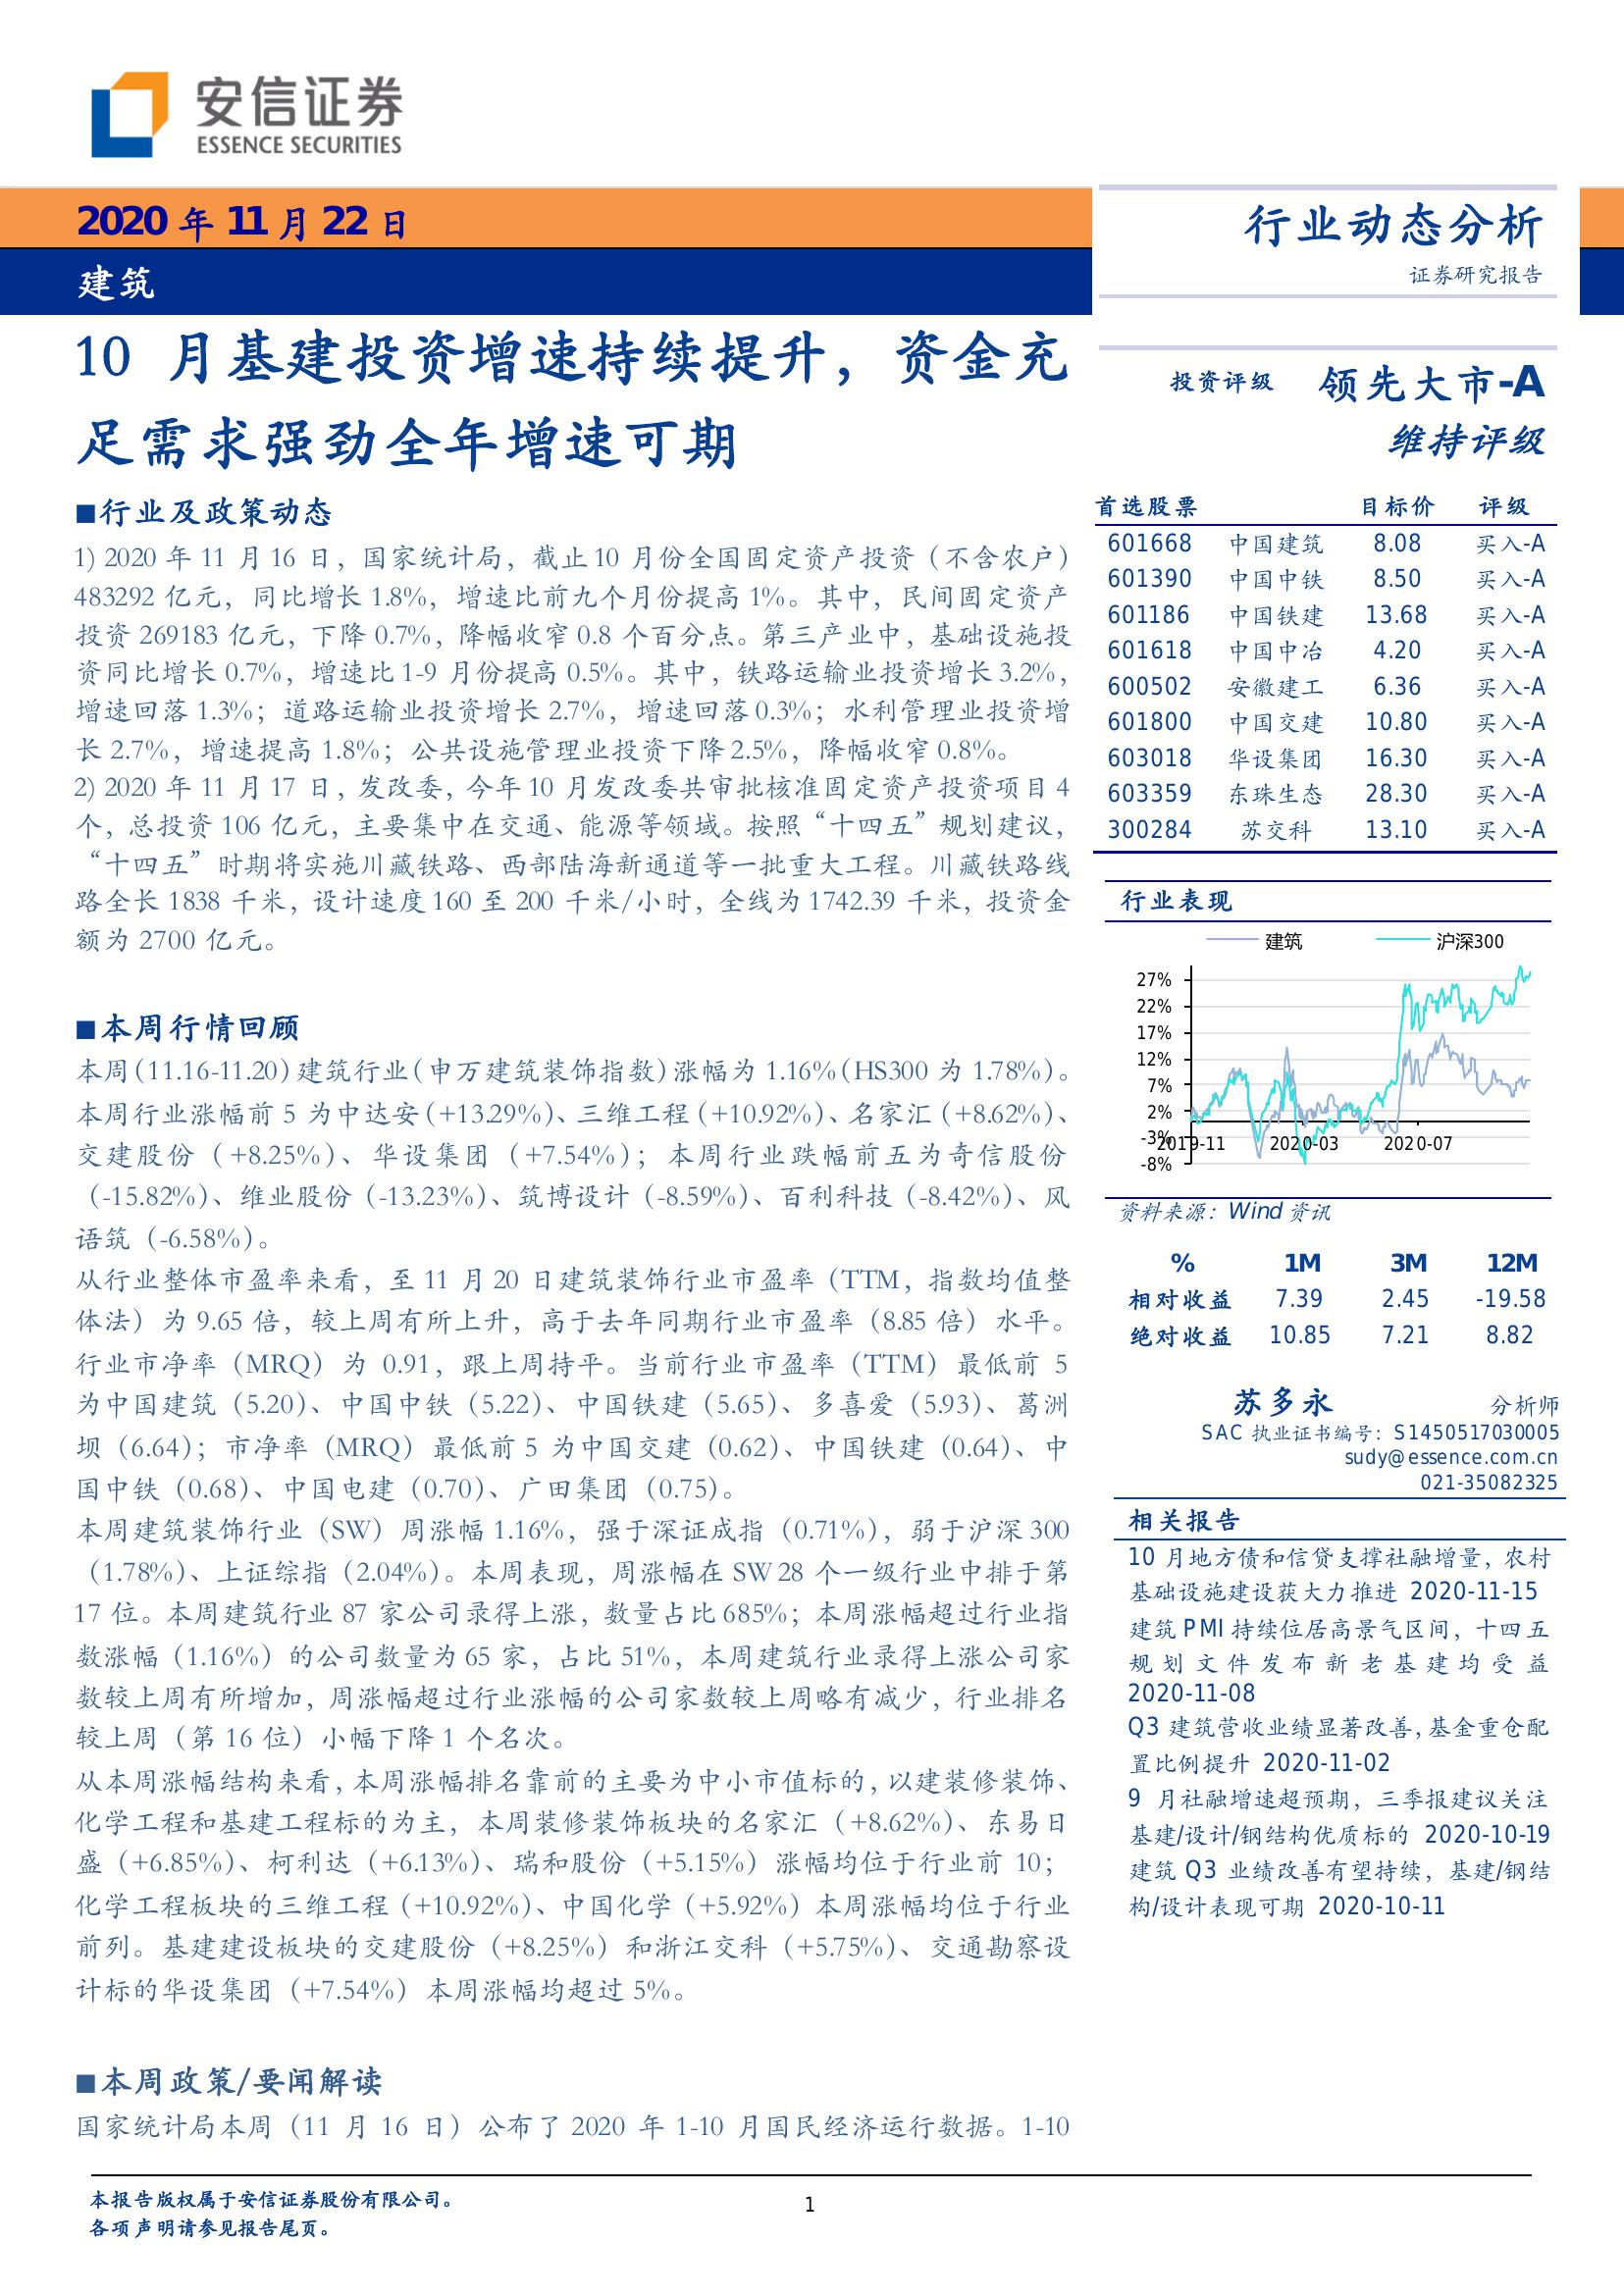 安信证券
ESSENCE SECURITIES
2020 年 11 月 22 日
建筑
行业动态分析
证券研究报告
10 月基建投资增速持续提升，资金充
足需求强劲全年增速可期
■行业及政策动态
1) 2020 年 11 月 16 日，国家统计局，截止 10 月份全国固定资产投资（不含农户）
483292 亿元，同比增长 1.8%，增速比前九个月份提高 1%。其中，民间固定资产
投资 269183 亿元，下降 0.7%，降幅收窄 0.8 个百分点。第三产业中，基础设施投
资同比增长 0.7%，增速比 1-9 月份提高 0.5%。其中，铁路运输业投资增长 3.2%，
增速回落 1.3%；道路运输业投资增长 2.7%，增速回落 0.3%；水利管理业投资增
长 2.7%，增速提高 1.8%；公共设施管理业投资下降 2.5%，降幅收窄 0.8%。
2) 2020 年 11 月 17 日，发改委，今年 10 月发改委共审批核准固定资产投资项目 4
个，总投资 106 亿元，主要集中在交通、能源等领域。按照“十四五”规划建议，
“十四五”时期将实施川藏铁路、西部陆海新通道等一批重大工程。川藏铁路线
路全长 1838 千米，设计速度 160 至 200 千米/小时，全线为 1742.39 千米，投资金
额为 2700 亿元。
■本周行情回顾
本周（11.16-11.20）建筑行业（申万建筑装饰指数）涨幅为 1.16%（HS300 为 1.78%）。
本周行业涨幅前 5 为中达安（+13.29%）、三维工程（+10.92%）、名家汇（+8.62%）、
交建股份（+8.25%）、华设集团（+7.54%）；本周行业跌幅前五为奇信股份
（-15.82%）、维业股份（-13.23%）、筑博设计（-8.59%）、百利科技（-8.42%）、风
语筑（-6.58%）。
从行业整体市盈率来看，至 11 月 20 日建筑装饰行业市盈率（TTM，指数均值整
体法）为 9.65 倍，较上周有所上升，高于去年同期行业市盈率（8.85 倍）水平。
行业市净率（MRQ）为 0.91，跟上周持平。当前行业市盈率（TTM）最低前 5
为中国建筑（5.20）、中国中铁（5.22）、中国铁建（5.65）、多喜爱（5.93）、葛洲
坝（6.64）；市净率（MRQ）最低前 5 为中国交建（0.62）、中国铁建（0.64）、中
国中铁（0.68）、中国电建（0.70）、广田集团（0.75）。
本周建筑装饰行业（SW）周涨幅 1.16%，强于深证成指（0.71%），弱于沪深 300
（1.78%）、上证综指（2.04%）。本周表现，周涨幅在 SW 28 个一级行业中排于第
17 位。本周建筑行业 87 家公司录得上涨，数量占比 685%；本周涨幅超过行业指
数涨幅（1.16%）的公司数量为 65 家，占比 51%，本周建筑行业录得上涨公司家
数较上周有所增加，周涨幅超过行业涨幅的公司家数较上周略有减少，行业排名
较上周（第 16 位）小幅下降 1 个名次。
从本周涨幅结构来看，本周涨幅排名靠前的主要为中小市值标的，以建装修装饰、
化学工程和基建工程标的为主，本周装修装饰板块的名家汇（+8.62%）、东易日
盛（+6.85%）、柯利达（+6.13%）、瑞和股份（+5.15%）涨幅均位于行业前 10；
化学工程板块的三维工程（+10.92%）、中国化学（+5.92%）本周涨幅均位于行业
前列。基建建设板块的交建股份（+8.25%）和浙江交科（+5.75%）、交通勘察设
计标的华设集团（+7.54%）本周涨幅均超过 5%。
■本周政策/要闻解读
国家统计局本周（11 月 16 日）公布了 2020 年 1-10 月国民经济运行数据。1-10
投资评级 领先大市-A
维持评级
首选股票 目标价 评级
601668 中国建筑 8.08 买入-A
601390 中国中铁 8.50 买入-A
601186 中国铁建 13.68 买入-A
601618 中国中冶 4.20 买入-A
600502 安徽建工 6.36 买入-A
601800 中国交建 10.80 买入-A
603018 华设集团 16.30 买入-A
603359 东珠生态 28.30 买入-A
300284 苏交科 13.10 买入-A
行业表现
建筑 沪深300
27%
22%
17%
12%
7%
2%
-3%
-8%
2019-11 2020-03 2020-07
资料来源：Wind 资讯
% 1M 3M 12M
相对收益 7.39 2.45 -19.58
绝对收益 10.85 7.21 8.82
苏多永 分析师
SAC 执业证书编号：S1450517030005
sudy@essence.com.cn
021-35082325
相关报告
10 月地方债和信贷支撑社融增量，农村
基础设施建设获大力推进 2020-11-15
建筑 PMI 持续位居高景气区间，十四五
规划文件发布新老基建均受益
2020-11-08
Q3 建筑营收业绩显著改善，基金重仓配
置比例提升 2020-11-02
9 月社融增速超预期，三季报建议关注
基建/设计/钢结构优质标的 2020-10-19
建筑 Q3 业绩改善有望持续，基建/钢结
构/设计表现可期 2020-10-11
本报告版权属于安信证券股份有限公司。
各项声明请参见报告尾页。
1